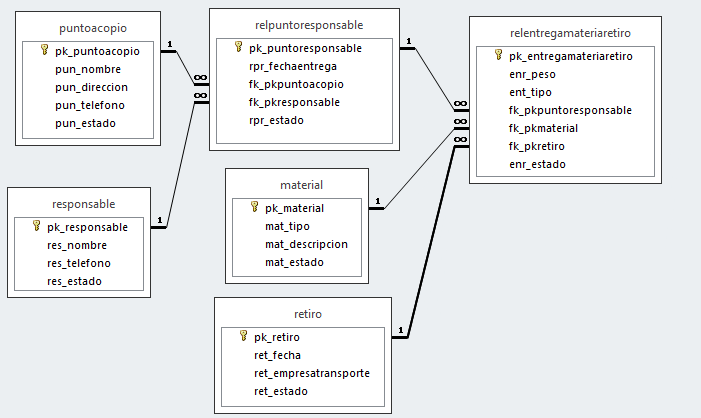 puntoacopio
pk_puntoacopio
pun_nombre
pun_direccion
pun_telefono
pun_estado
1
∞
∞
relpuntoresponsable
pk_puntoresponsable
rpr_fechaentrega
fk_pkpuntoacopio
fk_pkresponsable
rpr_estado
1
∞
∞
∞
relentregamateriaretiro
pk_entregamateriaretiro
enr_peso
ent_tipo
fk_pkpuntoresponsable
fk_pkmaterial
fk_pkretiro
enr_estado
responsable
pk_responsable
res_nombre
res_telefono
res_estado
1
material
pk_material
mat_tipo
mat_descripcion
mat_estado
1
retiro
pk_retiro
ret_fecha
ret_empresatransporte
ret_estado
1